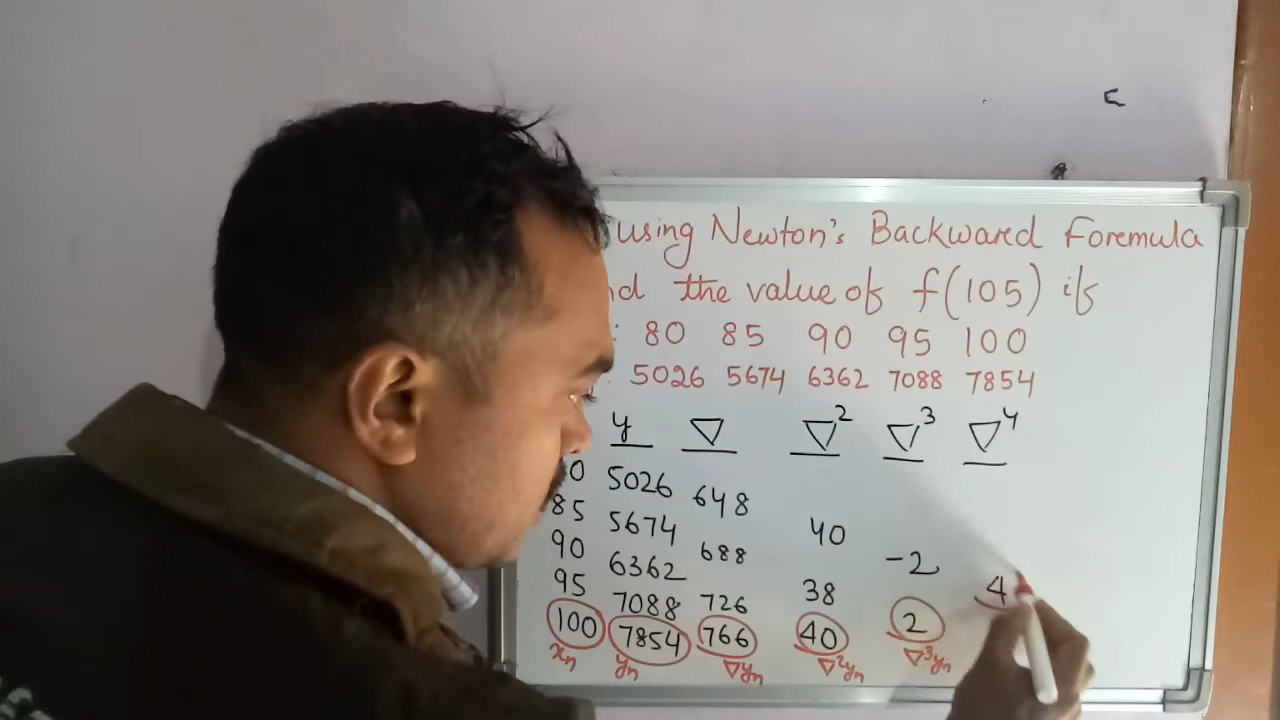 using Newton's Backward Foremula
the value of f(105) if
80 85 90 95 100
5026 5674 6362 7088 7854
y ∇ ∇² ∇³ ∇⁴
5026 648
85 5674 40
90 6362 688 -2
95 7088 726 38 4
100 7854 766 40 2
xn yn ∇yn ∇²yn ∇³yn